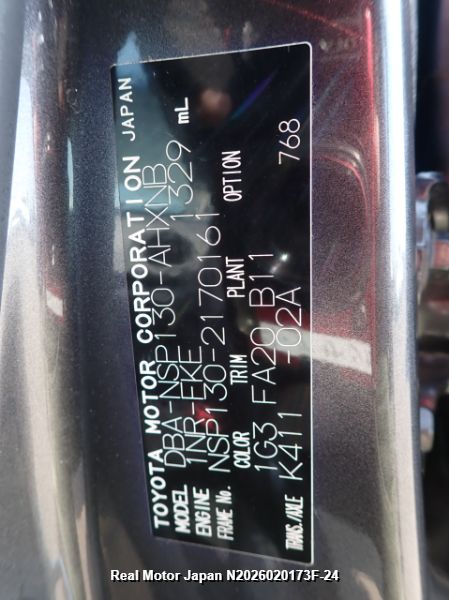 TOYOTA MOTOR CORPORATION JAPAN
MODEL DBA-NSP130-AHXNB
ENGINE 1NR-FKE 1329 mL
FRAME No. NSP130-2170161
COLOR TRIM PLANT OPTION
1G3 FA20 B11 768
TRANS./AXLE K411 -02A
Real Motor Japan N2026020173F-24